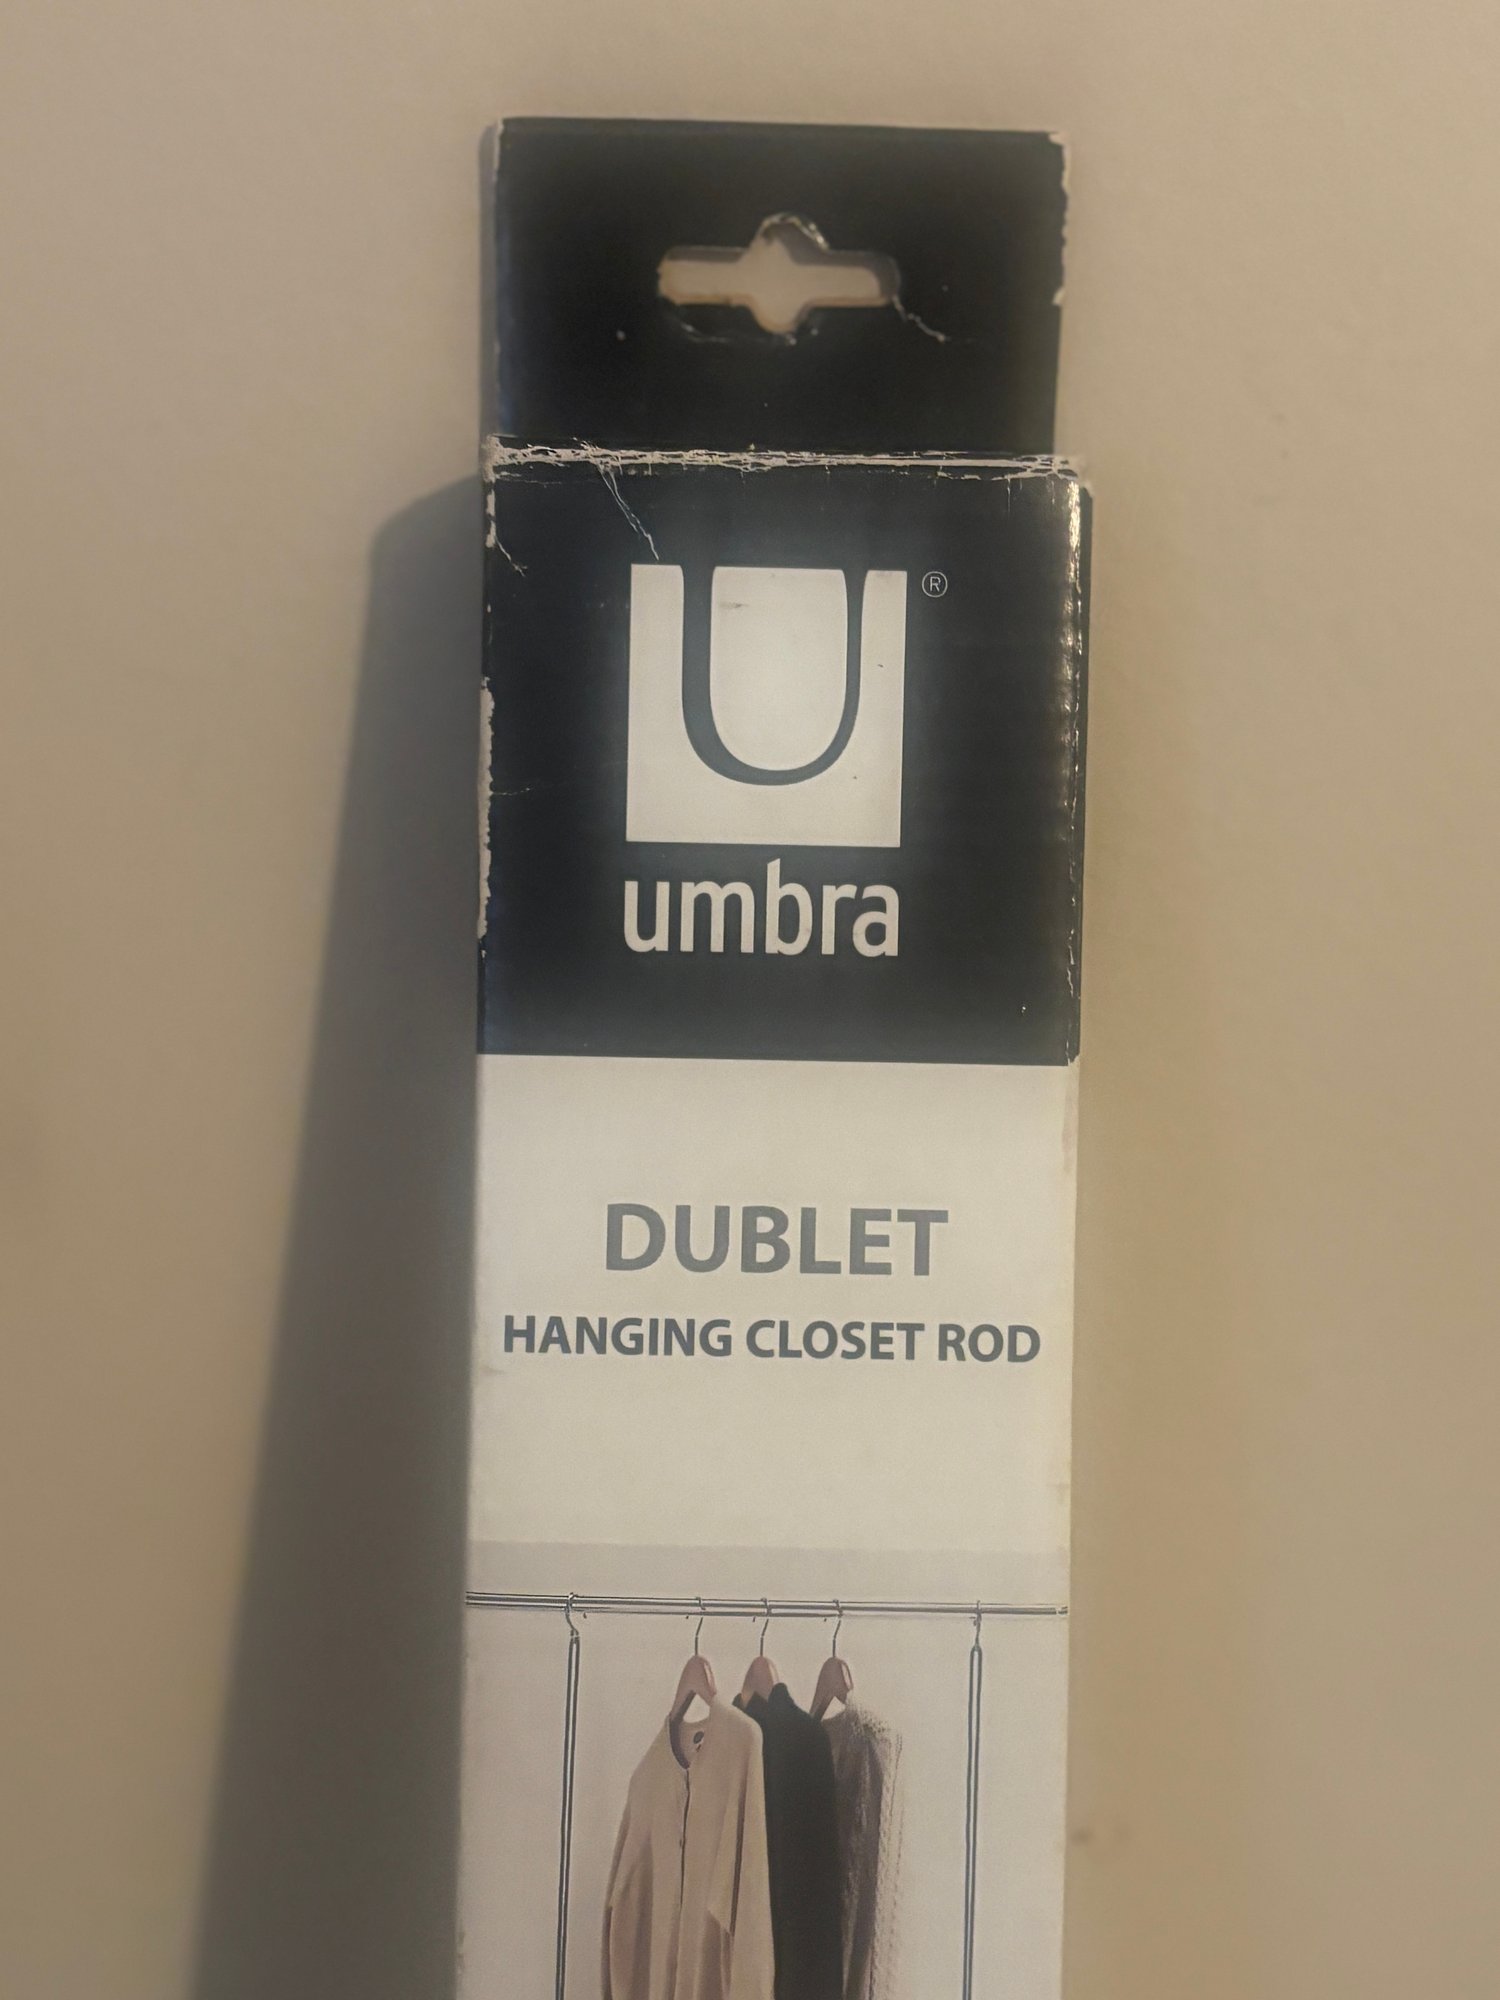 U®
umbra
DUBLET
HANGING CLOSET ROD